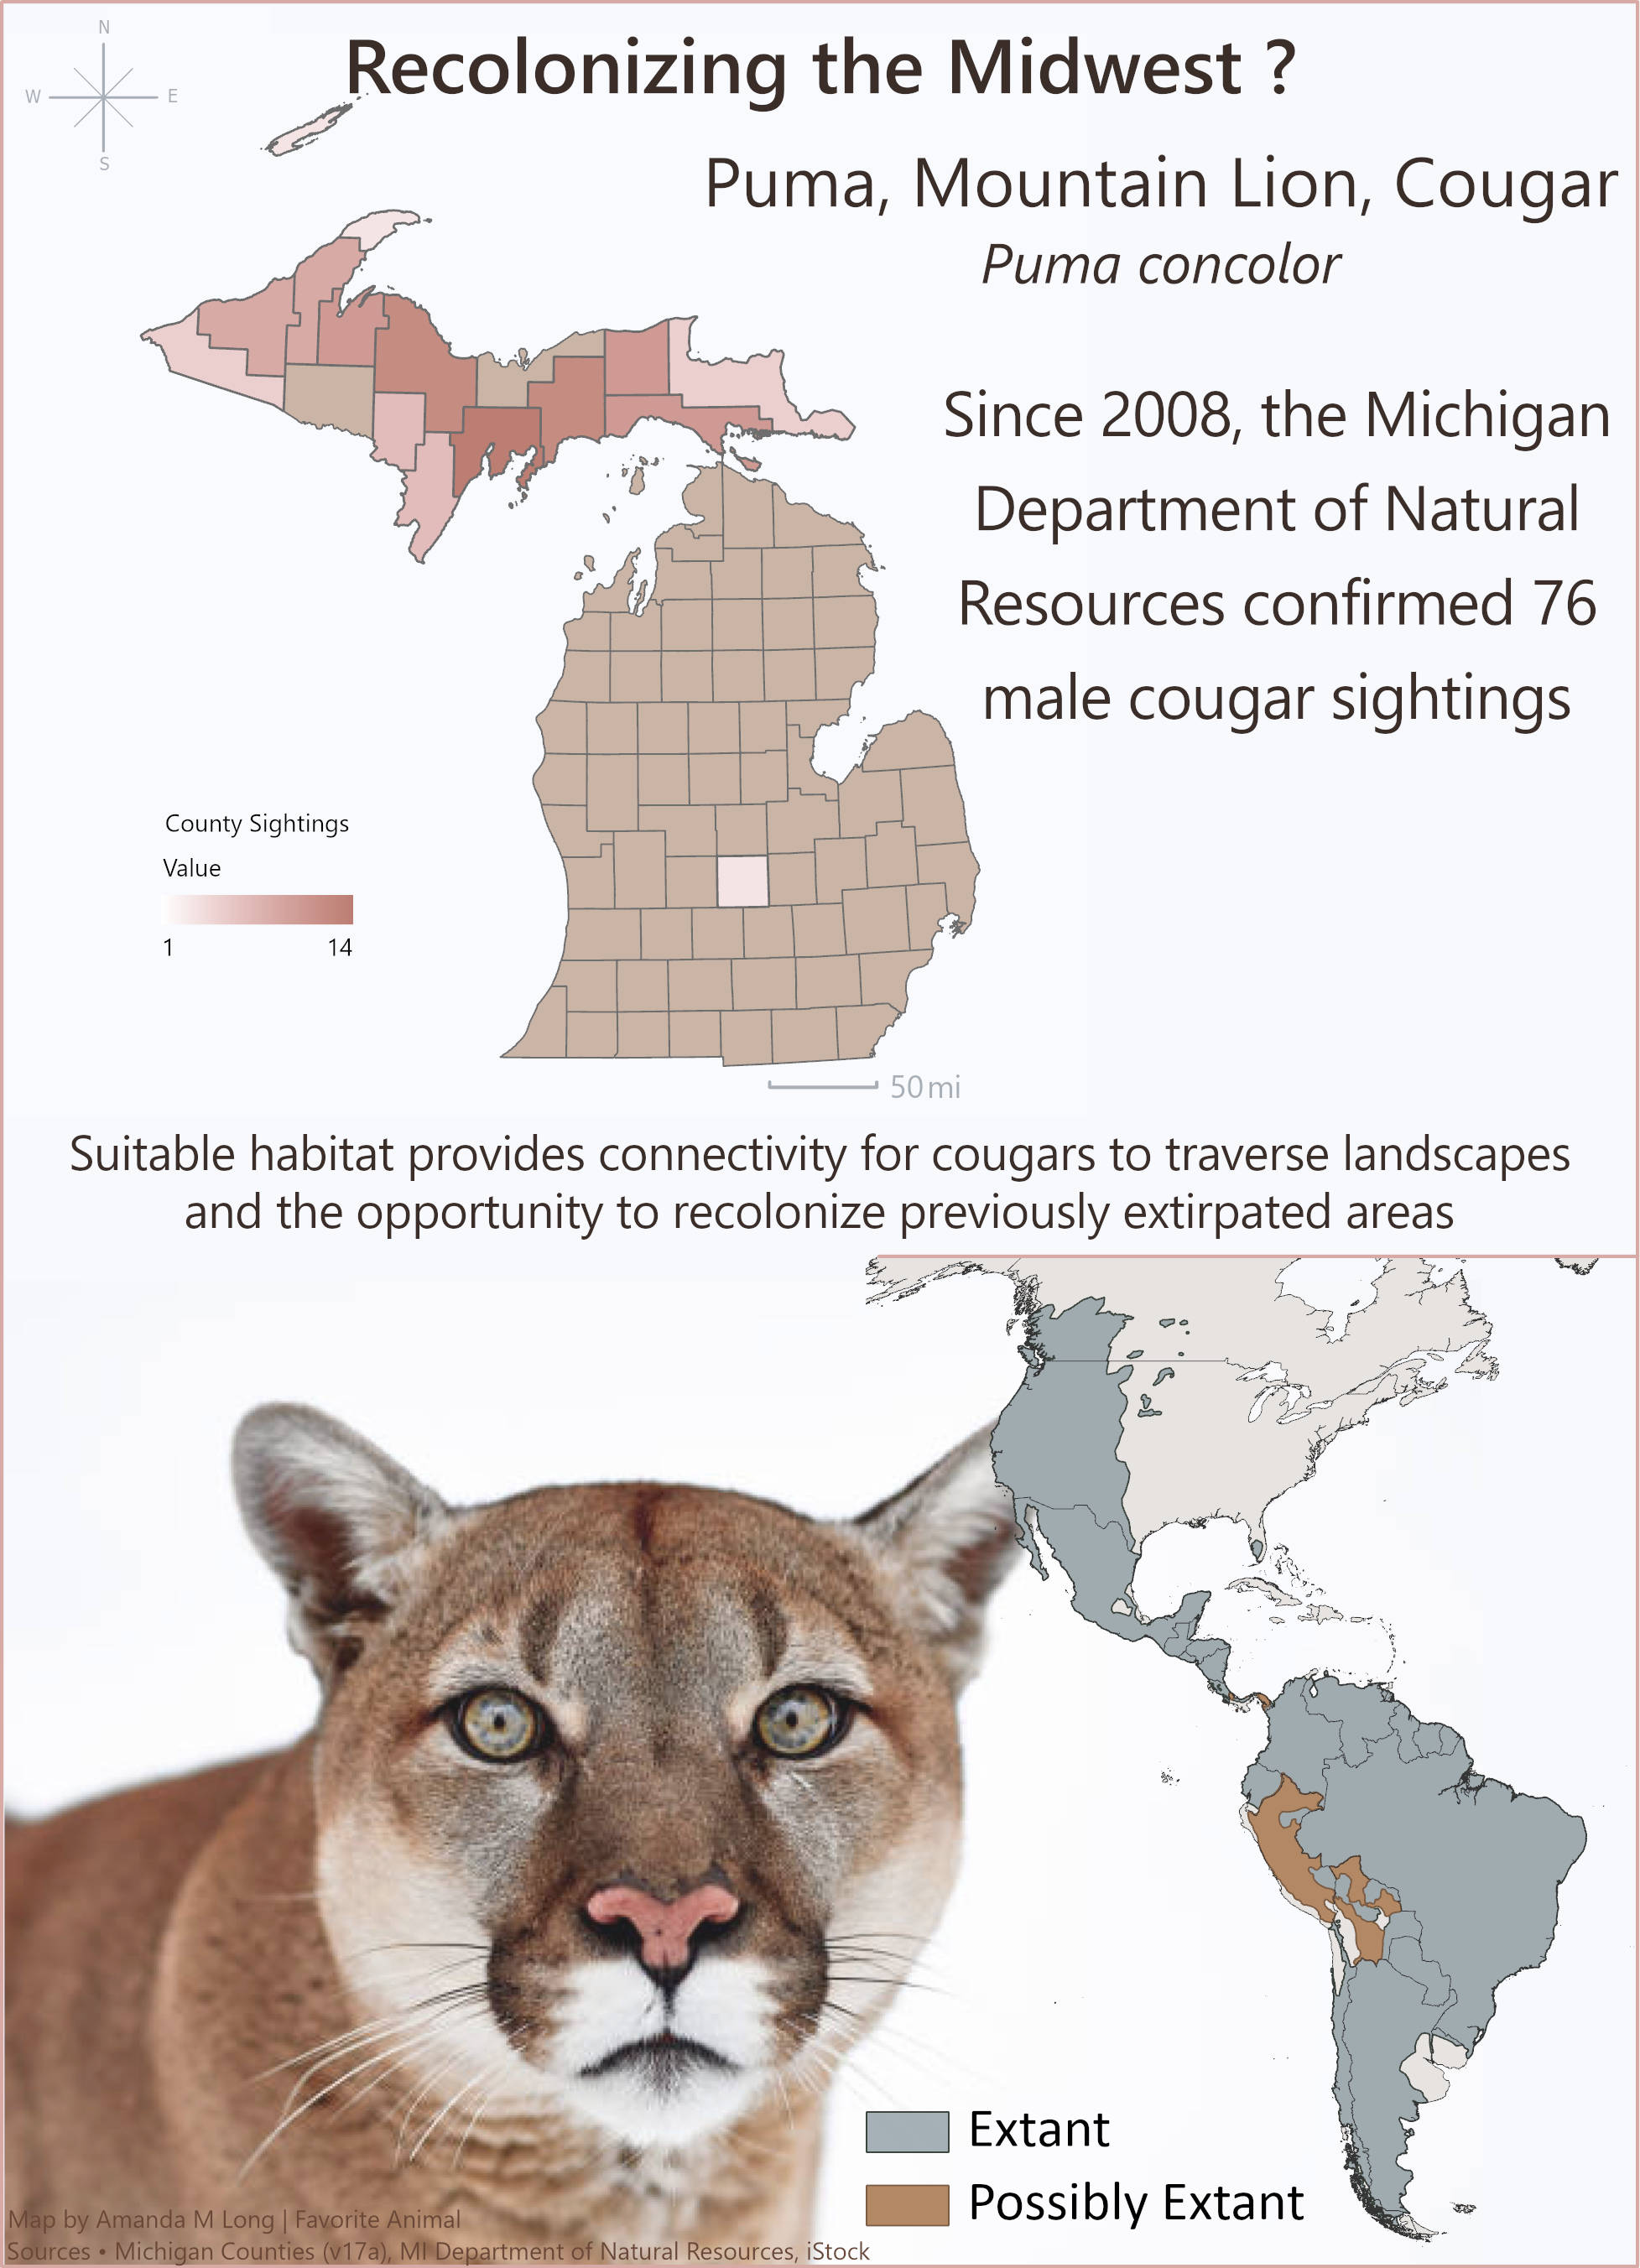 N
W E
S
Recolonizing the Midwest ?
Puma, Mountain Lion, Cougar
Puma concolor
Since 2008, the Michigan
Department of Natural
Resources confirmed 76
male cougar sightings
County Sightings
Value
1 14
50 mi
Suitable habitat provides connectivity for cougars to traverse landscapes
and the opportunity to recolonize previously extirpated areas
Extant
Possibly Extant
Map by Amanda M Long | Favorite Animal
Sources • Michigan Counties (v17a), MI Department of Natural Resources, iStock